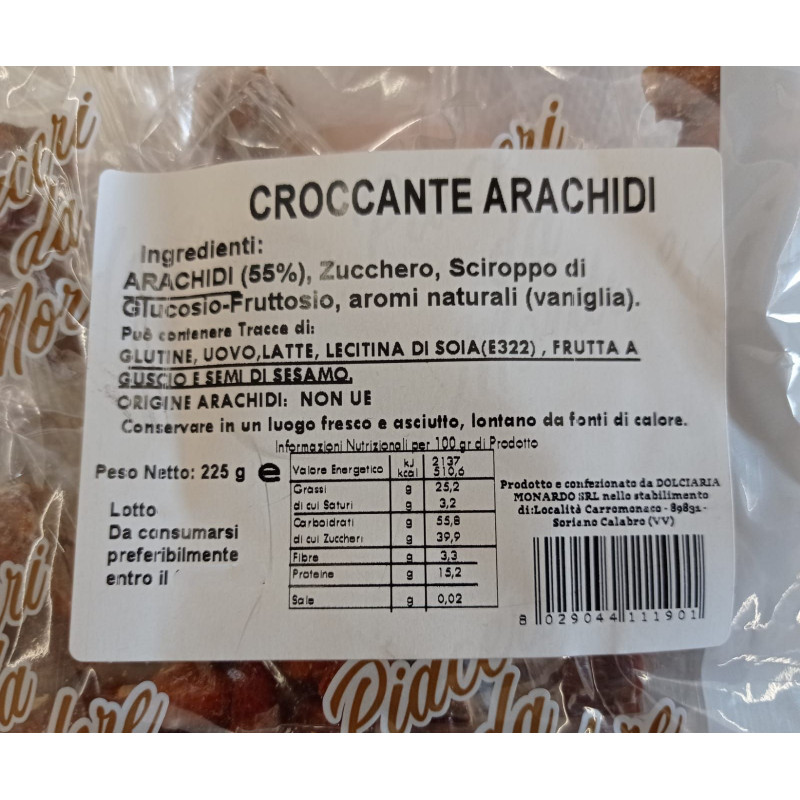 CROCCANTE ARACHIDI
Ingredienti:
ARACHIDI (55%), Zucchero, Sciroppo di
Glucosio-Fruttosio, aromi naturali (vaniglia).
Può contenere Tracce di:
GLUTINE, UOVO,LATTE, LECITINA DI SOIA(E322) , FRUTTA A
GUSCIO E SEMI DI SESAMO.
ORIGINE ARACHIDI: NON UE
Conservare in un luogo fresco e asciutto, lontano da fonti di calore.
Informazioni Nutrizionali per 100 gr di Prodotto
Peso Netto: 225 g e
Valore Energetico kJ 2137
kcal 510,6
Grassi g 25,2
di cui Saturi g 3,2
Carboidrati g 55,8
di cui Zuccheri g 39,9
Fibre g 3,3
Proteine g 15,2
Sale g 0,02
Lotto
Da consumarsi
preferibilmente
entro il
Prodotto e confezionato da DOLCIARIA
MONARDO SRL nello stabilimento
di:Località Carromonaco - 89831-
Soriano Calabro (VV)
8 029044 111901
da